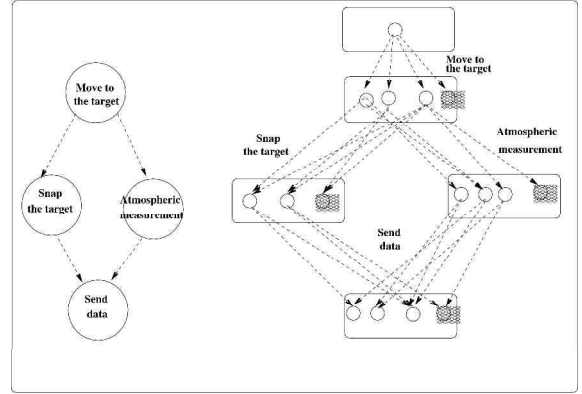 Move to
the target
Snap
the target
Atmospheric
measurement
Send
data
Move to
the target
Snap
the target
Atmospheric
measurement
Send
data